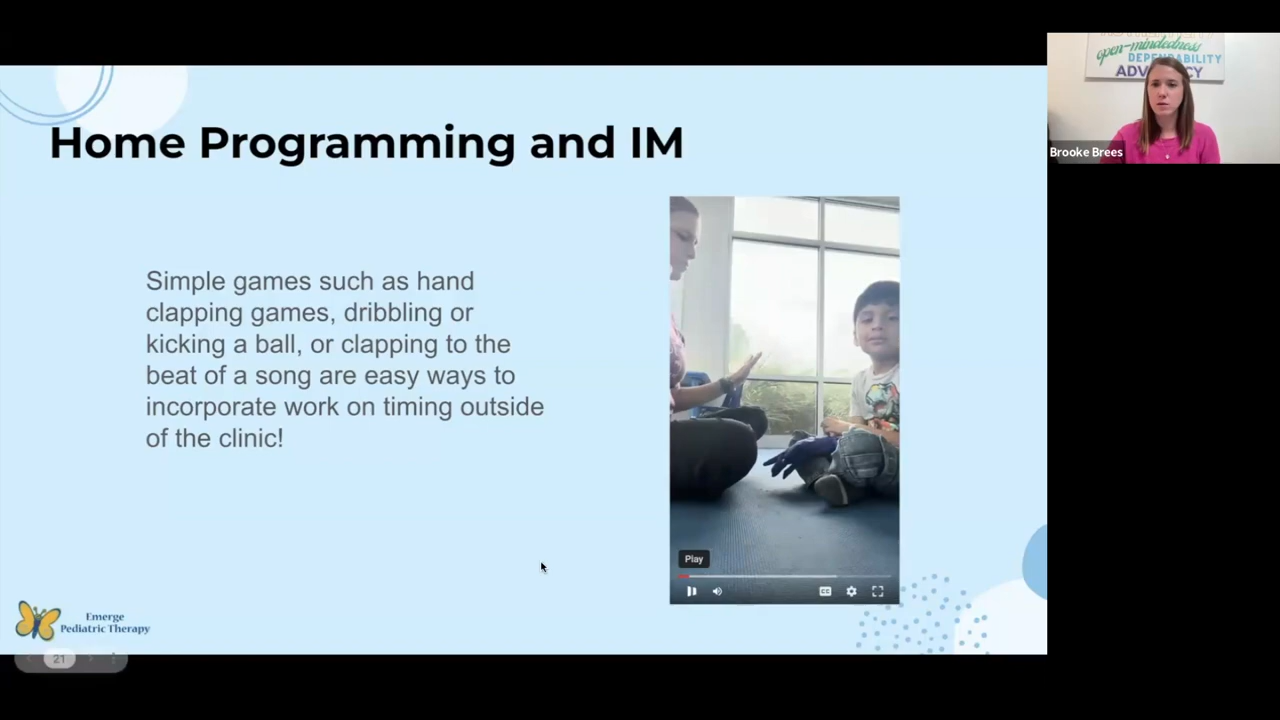 open-mindedness
DEPENDABILITY
Brooke Brees
Home Programming and IM
Simple games such as hand
clapping games, dribbling or
kicking a ball, or clapping to the
beat of a song are easy ways to
incorporate work on timing outside
of the clinic!
Play
CC
Emerge
Pediatric Therapy
21